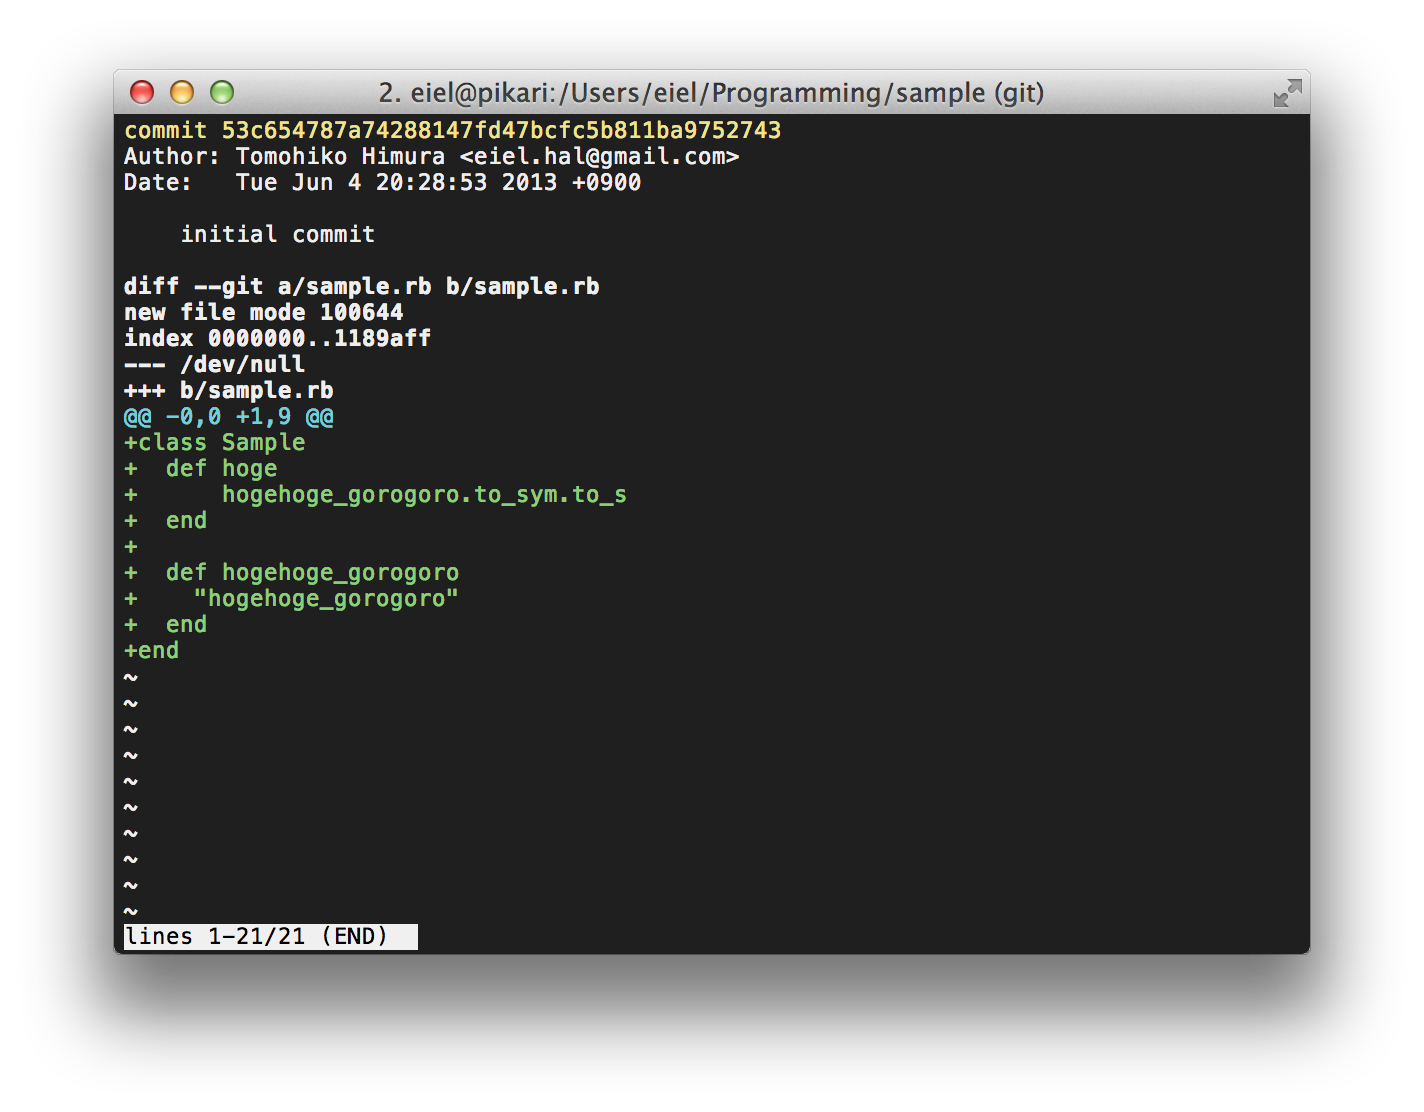 2. eiel@pikari:/Users/eiel/Programming/sample (git)
commit 53c654787a74288147fd47bcfc5b811ba9752743
Author: Tomohiko Himura <eiel.hal@gmail.com>
Date:   Tue Jun 4 20:28:53 2013 +0900
    initial commit
diff --git a/sample.rb b/sample.rb
new file mode 100644
index 0000000..1189aff
--- /dev/null
+++ b/sample.rb
@@ -0,0 +1,9 @@
+class Sample
+  def hoge
+      hogehoge_gorogoro.to_sym.to_s
+  end
+
+  def hogehoge_gorogoro
+    "hogehoge_gorogoro"
+  end
+end
~
~
~
~
~
~
~
~
~
~
lines 1-21/21 (END)